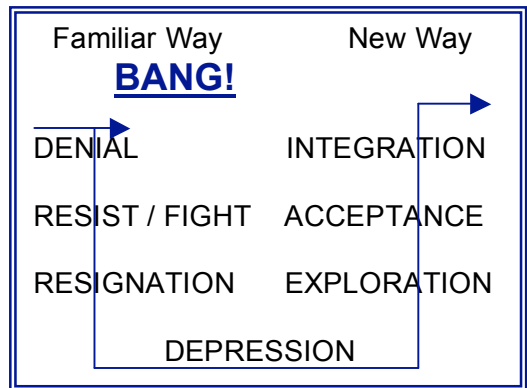 Familiar Way New Way
BANG!
DENIAL INTEGRATION
RESIST / FIGHT ACCEPTANCE
RESIGNATION EXPLORATION
DEPRESSION